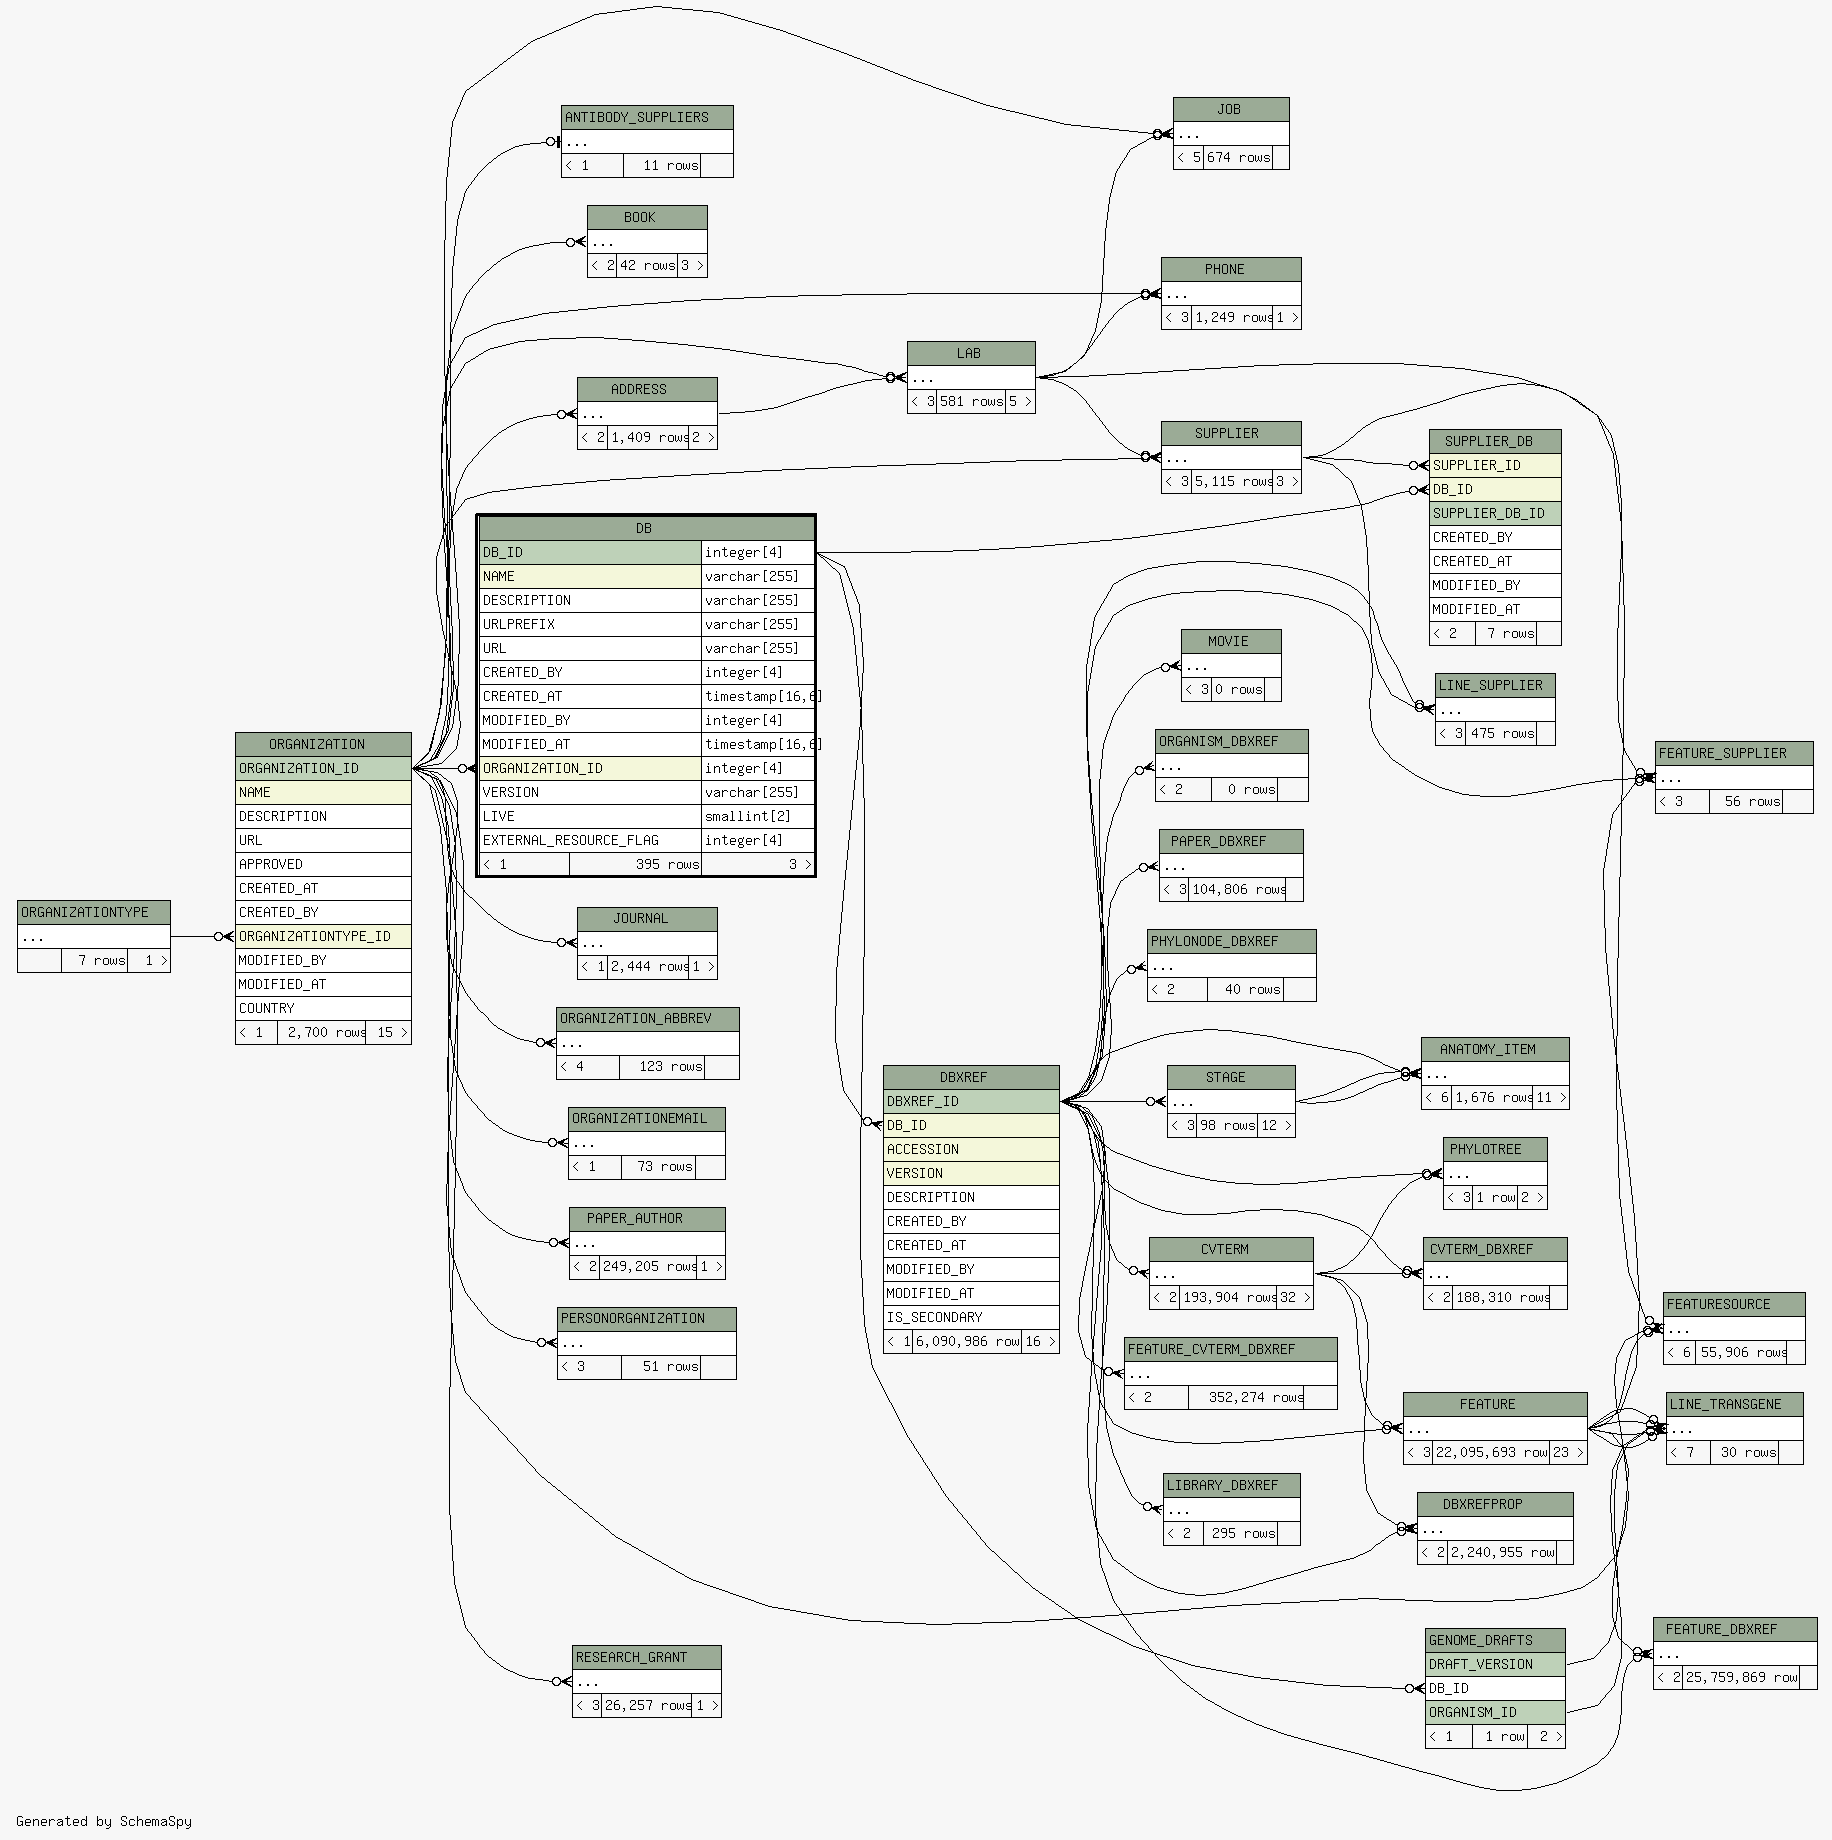 JOB
...
< 5 674 rows
ANTIBODY_SUPPLIERS
...
< 1 11 rows
BOOK
...
< 2 42 rows 3 >
PHONE
...
< 3 1,249 rows 1 >
LAB
...
< 3 581 rows 5 >
ADDRESS
...
< 2 1,409 rows 2 >
SUPPLIER
...
< 3 5,115 rows 3 >
SUPPLIER_DB
SUPPLIER_ID
DB_ID
SUPPLIER_DB_ID
CREATED_BY
CREATED_AT
MODIFIED_BY
MODIFIED_AT
< 2 7 rows
DB
DB_ID integer[4]
NAME varchar[255]
DESCRIPTION varchar[255]
URLPREFIX varchar[255]
URL varchar[255]
CREATED_BY integer[4]
CREATED_AT timestamp[16,6]
MODIFIED_BY integer[4]
MODIFIED_AT timestamp[16,6]
ORGANIZATION_ID integer[4]
VERSION varchar[255]
LIVE smallint[2]
EXTERNAL_RESOURCE_FLAG integer[4]
< 1 395 rows 3 >
MOVIE
...
< 3 0 rows
LINE_SUPPLIER
...
< 3 475 rows
ORGANISM_DBXREF
...
< 2 0 rows
FEATURE_SUPPLIER
...
< 3 56 rows
ORGANIZATION
ORGANIZATION_ID
NAME
DESCRIPTION
URL
APPROVED
CREATED_AT
CREATED_BY
ORGANIZATIONTYPE_ID
MODIFIED_BY
MODIFIED_AT
COUNTRY
< 1 2,700 rows 15 >
ORGANIZATIONTYPE
...
7 rows 1 >
PAPER_DBXREF
...
< 3 104,806 rows
JOURNAL
...
< 1 2,444 rows 1 >
PHYLONODE_DBXREF
...
< 2 40 rows
ORGANIZATION_ABBREV
...
< 4 123 rows
ANATOMY_ITEM
...
< 6 1,676 rows 11 >
DBXREF
DBXREF_ID
DB_ID
ACCESSION
VERSION
DESCRIPTION
CREATED_BY
CREATED_AT
MODIFIED_BY
MODIFIED_AT
IS_SECONDARY
< 1 6,090,986 row 16 >
STAGE
...
< 3 98 rows 12 >
ORGANIZATIONEMAIL
...
< 1 73 rows
PHYLOTREE
...
< 3 1 row 2 >
PAPER_AUTHOR
...
< 2 249,205 rows 1 >
CVTERM
...
< 2 193,904 rows 32 >
CVTERM_DBXREF
...
< 2 188,310 rows
FEATURESOURCE
...
< 6 55,906 rows
PERSONORGANIZATION
...
< 3 51 rows
FEATURE_CVTERM_DBXREF
...
< 2 352,274 rows
FEATURE
...
< 3 22,095,693 row 23 >
LINE_TRANSGENE
...
< 7 30 rows
LIBRARY_DBXREF
...
< 2 295 rows
DBXREFPROP
...
< 2 2,240,955 row
FEATURE_DBXREF
...
< 2 25,759,869 row
GENOME_DRAFTS
DRAFT_VERSION
DB_ID
ORGANISM_ID
< 1 1 row 2 >
RESEARCH_GRANT
...
< 3 26,257 rows 1 >
Generated by SchemaSpy